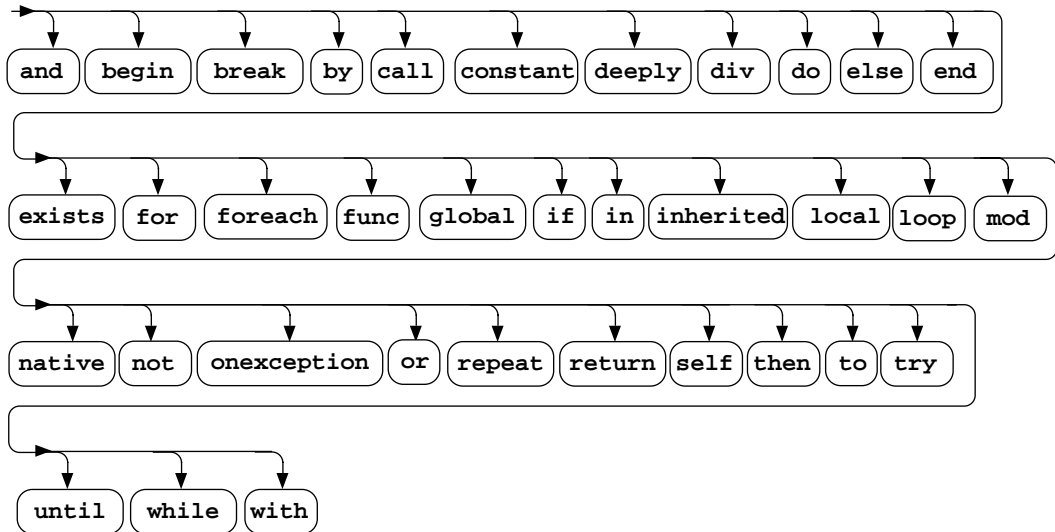 and begin break by call constant deeply div do else end
exists for foreach func global if in inherited local loop mod
native not onexception or repeat return self then to try
until while with